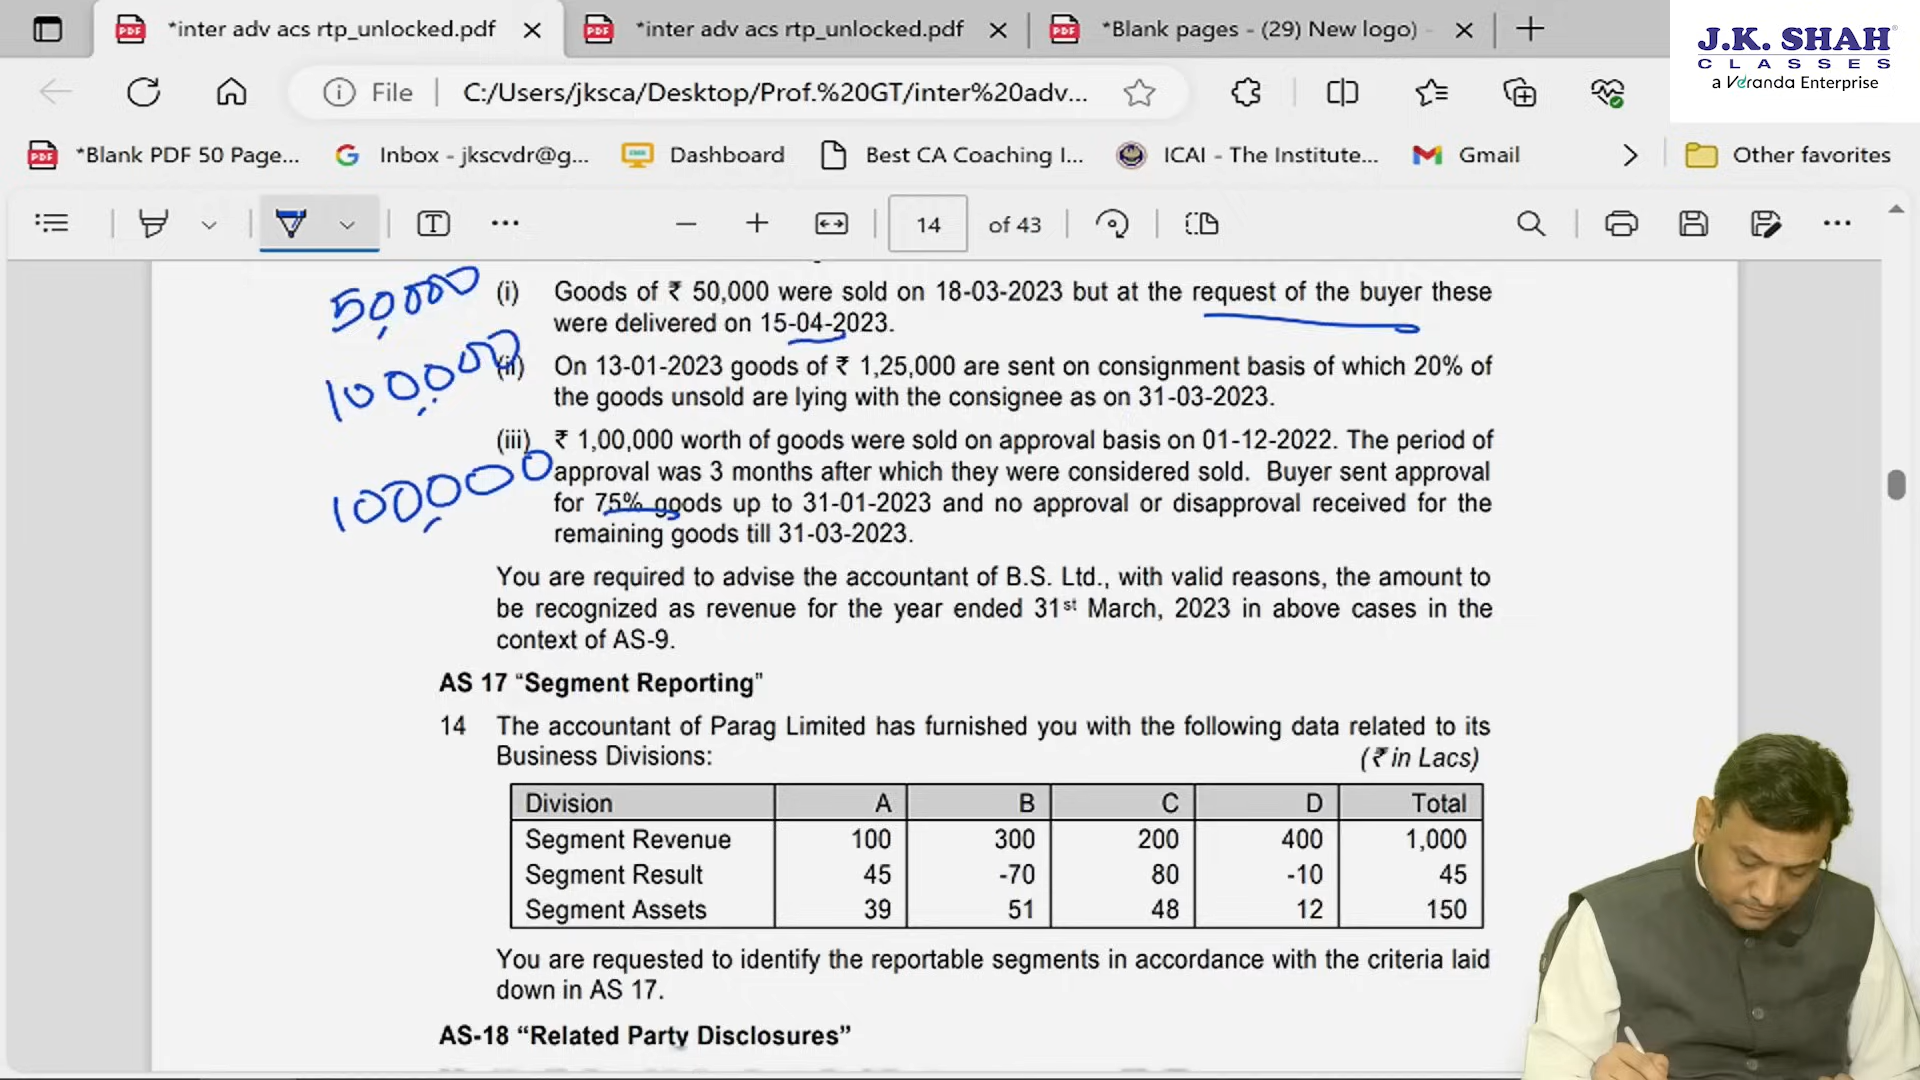 *inter adv acs rtp_unlocked.pdf
*inter adv acs rtp_unlocked.pdf
*Blank pages - (29) New logo) -
J.K. SHAH
CLASSES
a Veranda Enterprise
File
C:/Users/jksca/Desktop/Prof.%20GT/inter%20adv...
*Blank PDF 50 Page...
Inbox - jkscvdr@g...
Dashboard
Best CA Coaching I...
ICAI - The Institute...
Gmail
Other favorites
14 of 43
50,000
(i) Goods of ₹ 50,000 were sold on 18-03-2023 but at the request of the buyer these
were delivered on 15-04-2023.
100,000
(ii) On 13-01-2023 goods of ₹ 1,25,000 are sent on consignment basis of which 20% of
the goods unsold are lying with the consignee as on 31-03-2023.
100,000
(iii) ₹ 1,00,000 worth of goods were sold on approval basis on 01-12-2022. The period of
approval was 3 months after which they were considered sold. Buyer sent approval
for 75% goods up to 31-01-2023 and no approval or disapproval received for the
remaining goods till 31-03-2023.
You are required to advise the accountant of B.S. Ltd., with valid reasons, the amount to
be recognized as revenue for the year ended 31st March, 2023 in above cases in the
context of AS-9.
AS 17 “Segment Reporting”
14 The accountant of Parag Limited has furnished you with the following data related to its
Business Divisions: (₹ in Lacs)
Division A B C D Total
Segment Revenue 100 300 200 400 1,000
Segment Result 45 -70 80 -10 45
Segment Assets 39 51 48 12 150
You are requested to identify the reportable segments in accordance with the criteria laid
down in AS 17.
AS-18 “Related Party Disclosures”